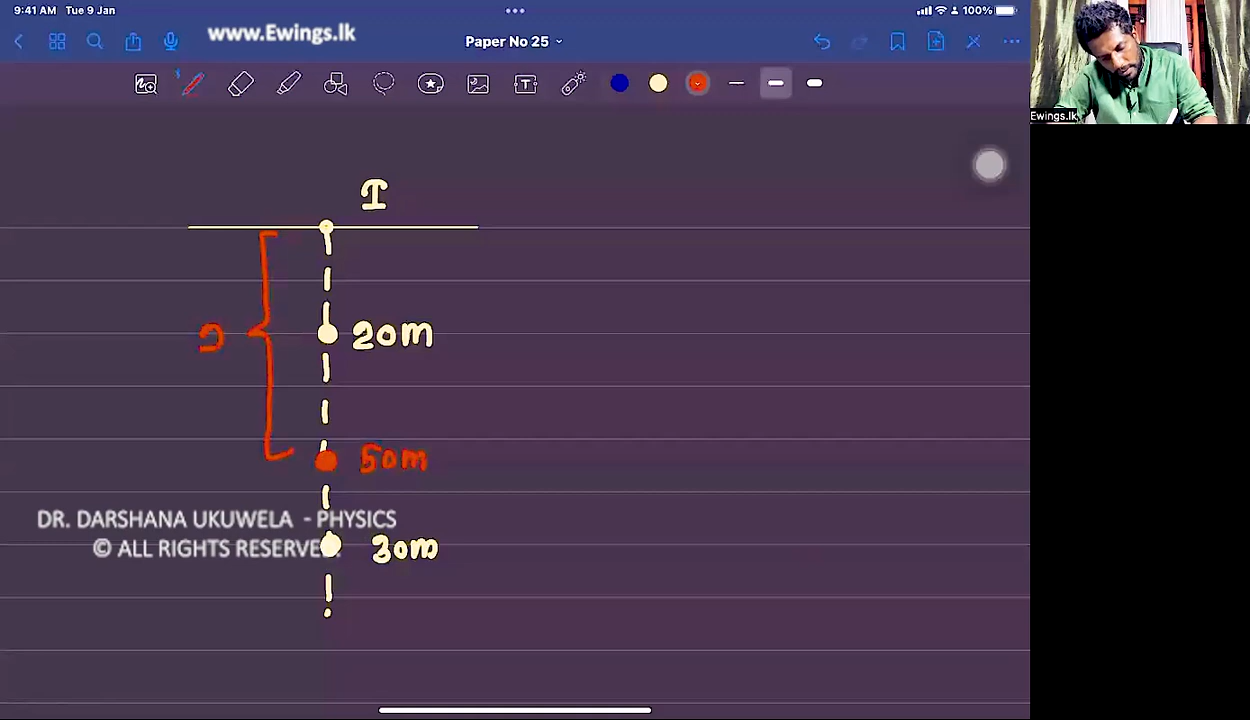 9:41 AM Tue 9 Jan
100%
www.Ewings.lk
Paper No 25
Ewings.lk
I
20m
50m
DR. DARSHANA UKUWELA - PHYSICS
© ALL RIGHTS RESERVED.
30m